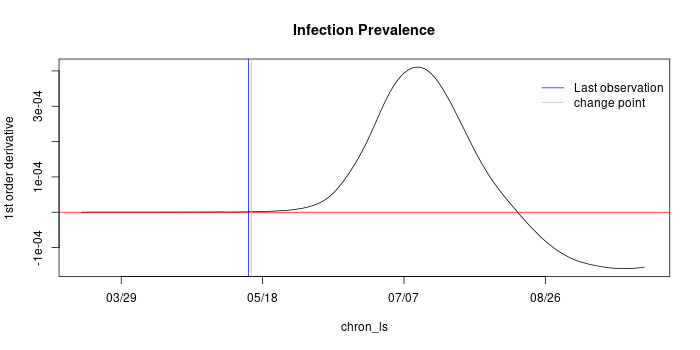 Infection Prevalence
1st order derivative
3e-04
1e-04
-1e-04
Last observation
change point
03/29
05/18
07/07
08/26
chron_ls